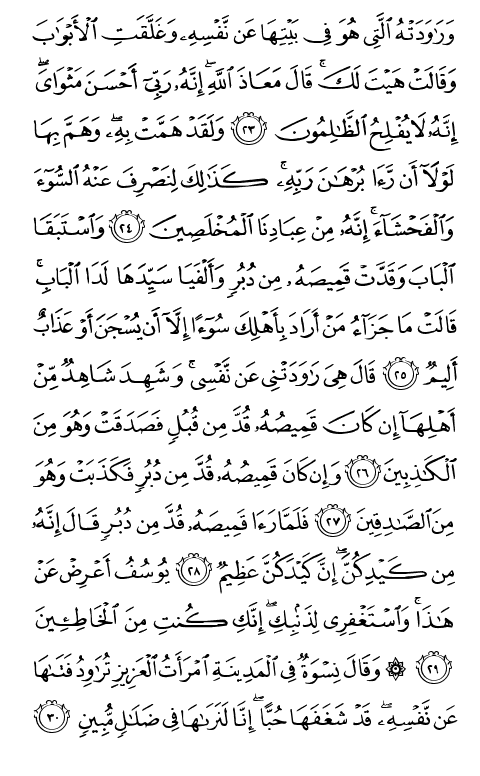 وَرَٰوَدَتْهُ ٱلَّتِى هُوَ فِى بَيْتِهَا عَن نَّفْسِهِۦ وَغَلَّقَتِ ٱلْأَبْوَٰبَ
وَقَالَتْ هَيْتَ لَكَ ۚ قَالَ مَعَاذَ ٱللَّهِ ۖ إِنَّهُۥ رَبِّىٓ أَحْسَنَ مَثْوَاىَ ۖ
إِنَّهُۥ لَا يُفْلِحُ ٱلظَّٰلِمُونَ ٢٣ وَلَقَدْ هَمَّتْ بِهِۦ ۖ وَهَمَّ بِهَا
لَوْلَآ أَن رَّءَا بُرْهَٰنَ رَبِّهِۦ ۚ كَذَٰلِكَ لِنَصْرِفَ عَنْهُ ٱلسُّوٓءَ
وَٱلْفَحْشَآءَ ۚ إِنَّهُۥ مِنْ عِبَادِنَا ٱلْمُخْلَصِينَ ٢٤ وَٱسْتَبَقَا
ٱلْبَابَ وَقَدَّتْ قَمِيصَهُۥ مِن دُبُرٍ وَأَلْفَيَا سَيِّدَهَا لَدَا ٱلْبَابِ ۚ
قَالَتْ مَا جَزَآءُ مَنْ أَرَادَ بِأَهْلِكَ سُوٓءًا إِلَّآ أَن يُسْجَنَ أَوْ عَذَابٌ
أَلِيمٌ ٢٥ قَالَ هِىَ رَٰوَدَتْنِى عَن نَّفْسِى ۚ وَشَهِدَ شَاهِدٌ مِّنْ
أَهْلِهَآ إِن كَانَ قَمِيصُهُۥ قُدَّ مِن قُبُلٍ فَصَدَقَتْ وَهُوَ مِنَ
ٱلْكَٰذِبِينَ ٢٦ وَإِن كَانَ قَمِيصُهُۥ قُدَّ مِن دُبُرٍ فَكَذَبَتْ وَهُوَ
مِنَ ٱلصَّٰدِقِينَ ٢٧ فَلَمَّا رَءَا قَمِيصَهُۥ قُدَّ مِن دُبُرٍ قَالَ إِنَّهُۥ
مِن كَيْدِكُنَّ ۖ إِنَّ كَيْدَكُنَّ عَظِيمٌ ٢٨ يُوسُفُ أَعْرِضْ عَنْ
هَٰذَا ۚ وَٱسْتَغْفِرِى لِذَنۢبِكِ ۖ إِنَّكِ كُنتِ مِنَ ٱلْخَاطِـِٔينَ
٢٩ ۞ وَقَالَ نِسْوَةٌ فِى ٱلْمَدِينَةِ ٱمْرَأَتُ ٱلْعَزِيزِ تُرَٰوِدُ فَتَىٰهَا
عَن نَّفْسِهِۦ ۖ قَدْ شَغَفَهَا حُبًّا ۖ إِنَّا لَنَرَىٰهَا فِى ضَلَٰلٍ مُّبِينٍ ٣٠